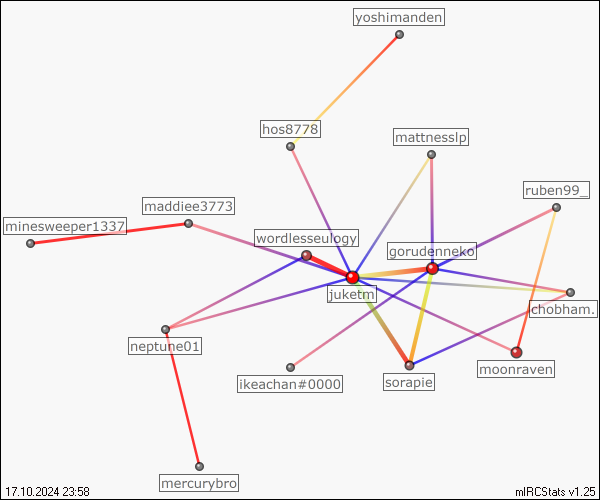 yoshimanden
hos8778
mattnesslp
ruben99_
maddiee3773
minesweeper1337
wordlesseulogy
gorudenneko
juketm
chobham.
neptune01
moonraven
ikeachan#0000
sorapie
mercurybro
17.10.2024 23:58
mIRCStats v1.25